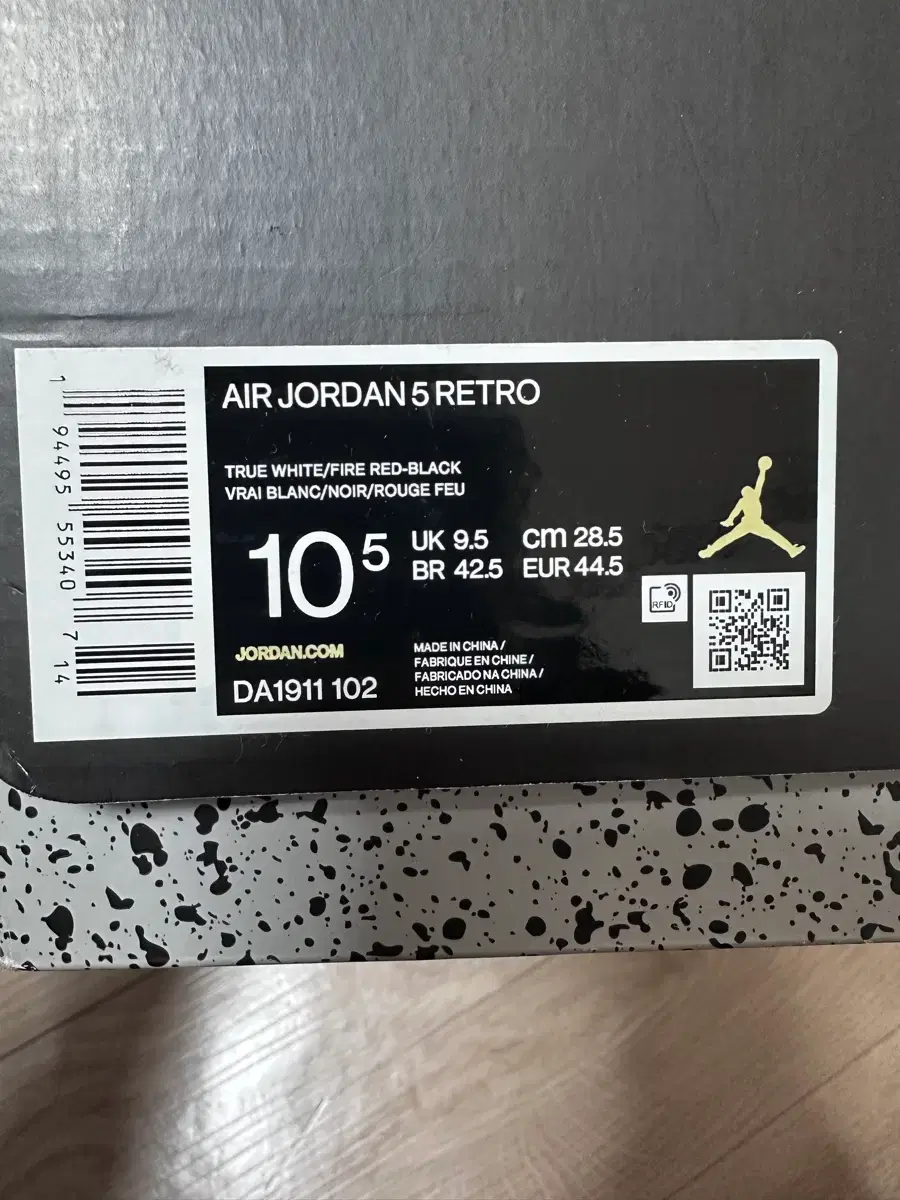 AIR JORDAN 5 RETRO
TRUE WHITE/FIRE RED-BLACK
VRAI BLANC/NOIR/ROUGE FEU
10 5
UK 9.5 cm 28.5
BR 42.5 EUR 44.5
RFID
JORDAN.COM
DA1911 102
MADE IN CHINA /
FABRIQUE EN CHINE /
FABRICADO NA CHINA /
HECHO EN CHINA
1 94495 55340 7 14